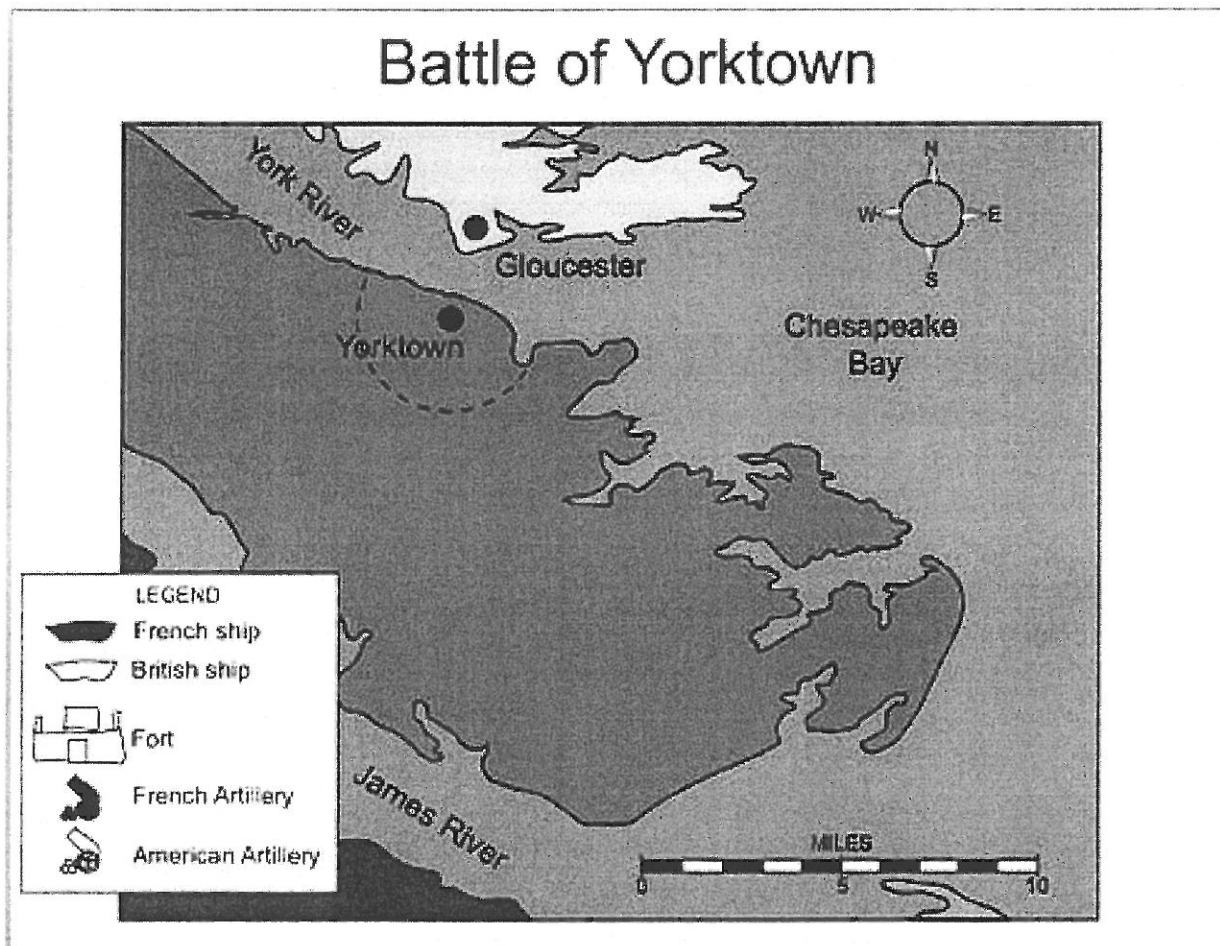 Battle of Yorktown
York River
N
W
E
S
Gloucester
Chesapeake
Bay
Yorktown
LEGEND
French ship
British ship
Fort
French Artillery
American Artillery
James River
MILES
0
5
10